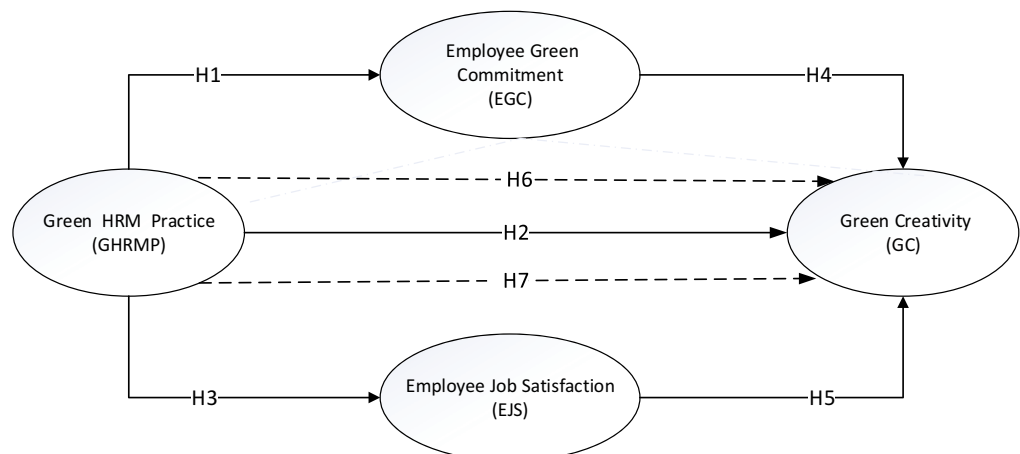 Employee Green
Commitment
(EGC)
H1
H4
H6
Green HRM Practice
(GHRMP)
H2
Green Creativity
(GC)
H7
Employee Job Satisfaction
(EJS)
H3
H5